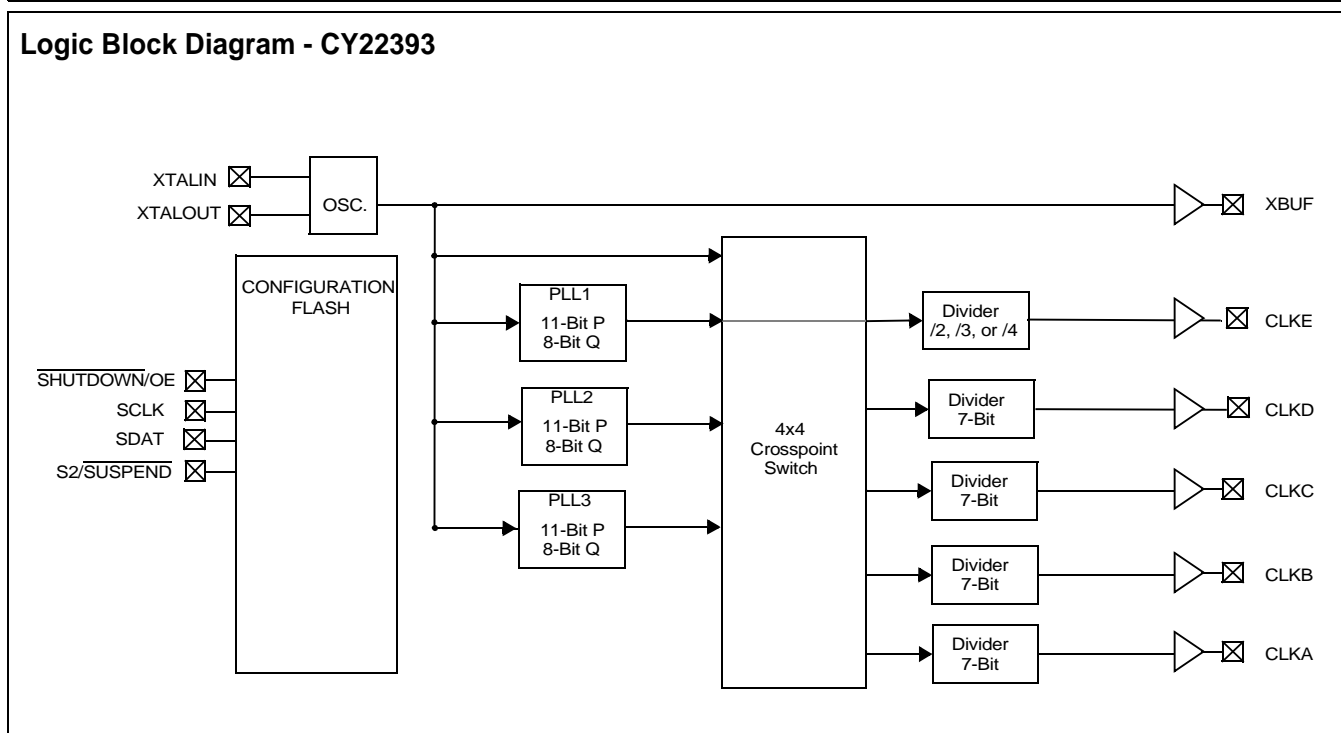 Logic Block Diagram - CY22393
XTALIN
XTALOUT
OSC.
XBUF
CONFIGURATION
FLASH
SHUTDOWN/OE
SCLK
SDAT
S2/SUSPEND
PLL1
11-Bit P
8-Bit Q
PLL2
11-Bit P
8-Bit Q
PLL3
11-Bit P
8-Bit Q
4x4
Crosspoint
Switch
Divider
/2, /3, or /4
CLKE
Divider
7-Bit
CLKD
Divider
7-Bit
CLKC
Divider
7-Bit
CLKB
Divider
7-Bit
CLKA